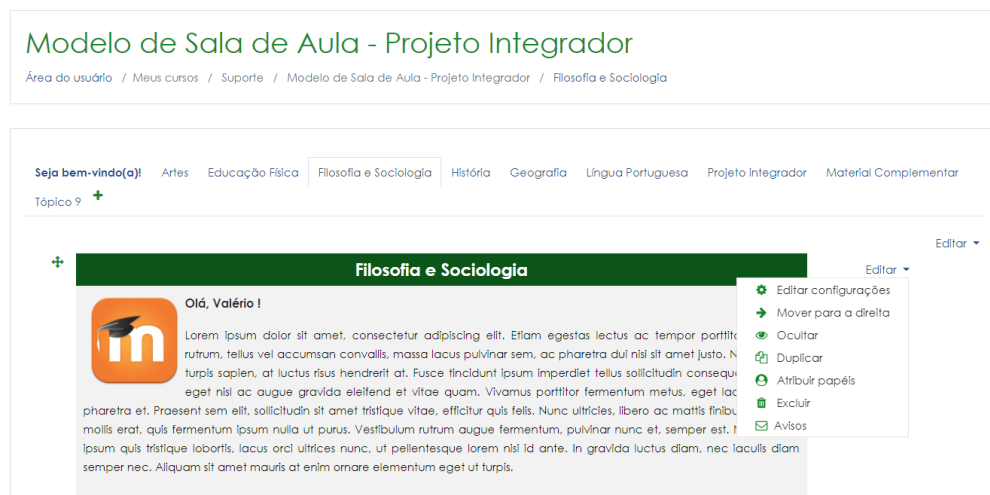 Modelo de Sala de Aula - Projeto Integrador
Área do usuário / Meus cursos / Suporte / Modelo de Sala de Aula - Projeto Integrador / Filosofia e Sociologia
Seja bem-vindo(a)! Artes Educação Física Filosofia e Sociologia História Geografia Língua Portuguesa Projeto Integrador Material Complementar
Tópico 9
Editar
Filosofia e Sociologia
Editar
Editar configurações
Mover para a direita
Ocultar
Duplicar
Atribuir papéis
Excluir
Avisos
Olá, Valério !
Lorem ipsum dolor sit amet, consectetur adipiscing elit. Etiam egestas lectus ac tempor
rutrum, tellus vel accumsan convallis, massa lacus pulvinar sem, ac pharetra dui nisi sit amet justo.
turpis sapien, at luctus risus hendrerit at. Fusce tincidunt ipsum imperdiet tellus sollicitudin
eget nisl ac augue gravida eleifend et vitae quam. Vivamus porttitor fermentum metus, eget
pharetra et. Praesent sem elit, sollicitudin sit amet tristique vitae, efficitur quis felis. Nunc ultricies, libero ac mattis
mollis erat, quis fermentum ipsum nulla ut purus. Vestibulum rutrum augue fermentum, pulvinar nunc et, semper est.
ipsum quis tristique lobortis, lacus orci ultrices nunc, ut pellentesque lorem nisl id ante. In gravida luctus diam, nec iaculis diam
semper nec. Aliquam sit amet mauris at enim ornare elementum eget ut turpis.